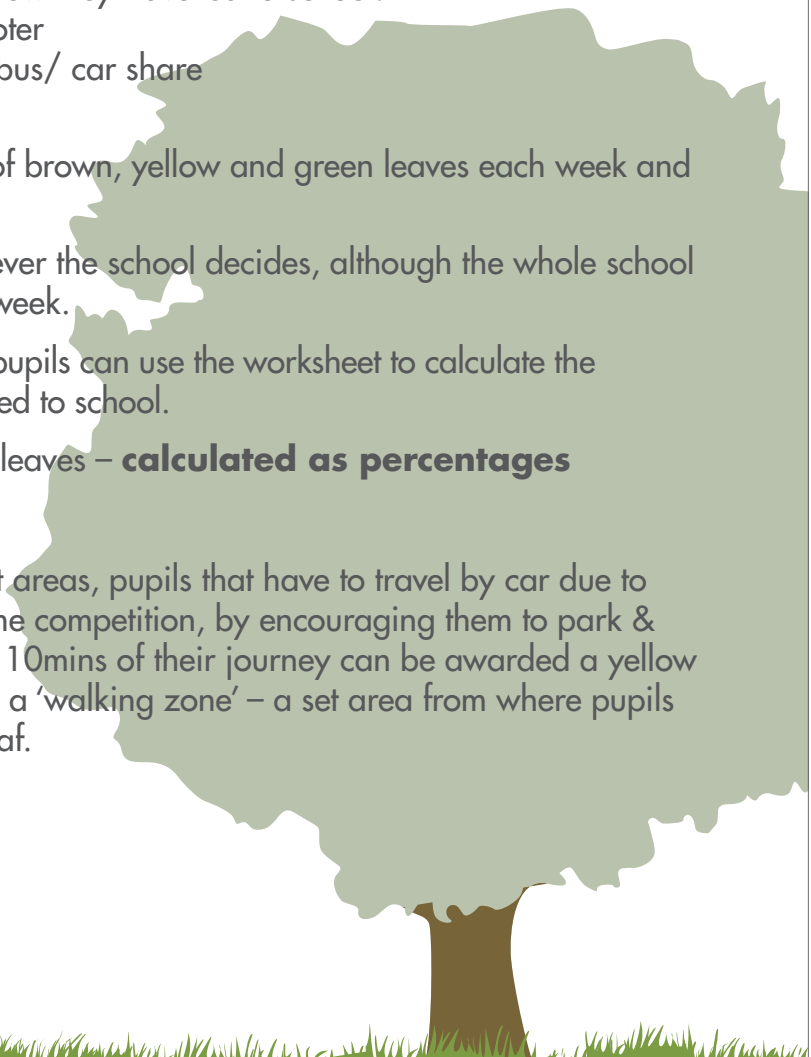 oter
bus/ car share
of brown, yellow and green leaves each week and
ever the school decides, although the whole school
week.
pupils can use the worksheet to calculate the
ed to school.
leaves – calculated as percentages
t areas, pupils that have to travel by car due to
he competition, by encouraging them to park &
10mins of their journey can be awarded a yellow
a ‘walking zone’ – a set area from where pupils
af.